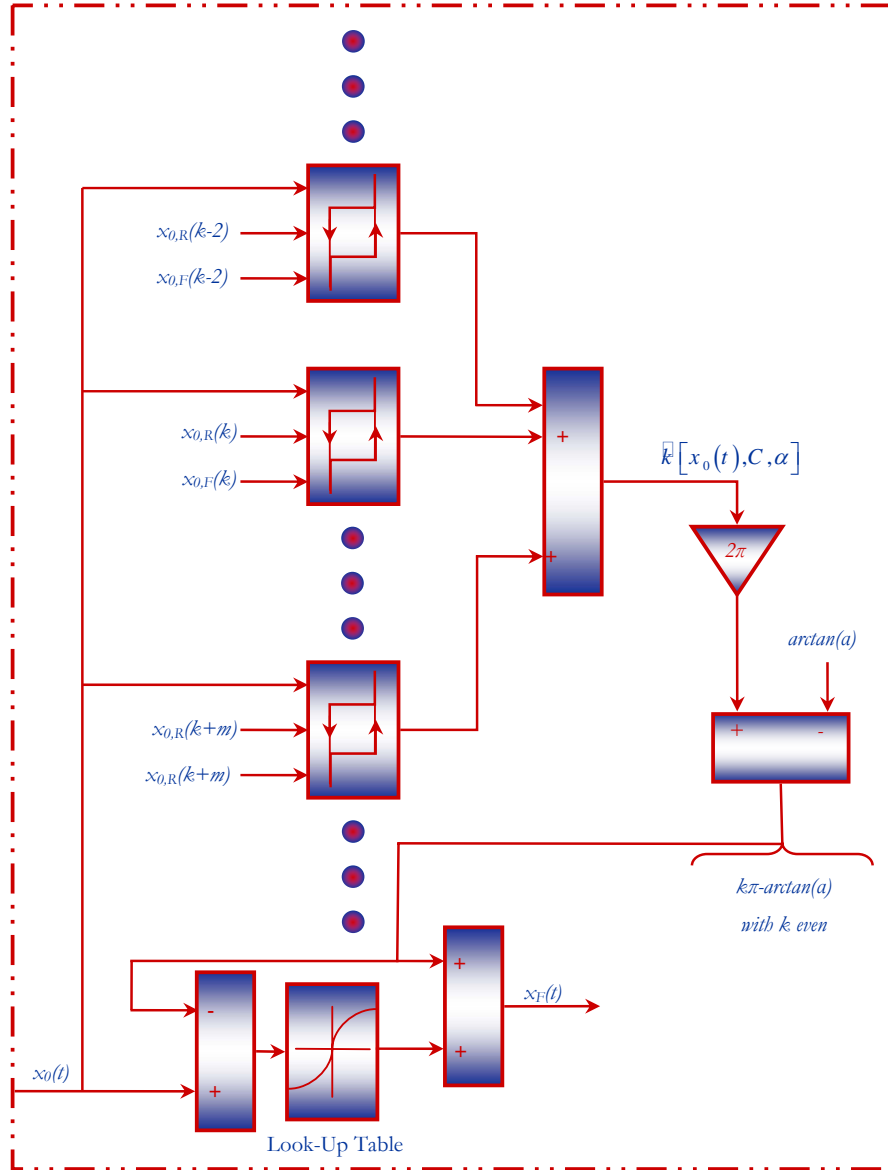 x0,R(k-2)
x0,F(k-2)
x0,R(k)
x0,F(k)
+
+
[x0(t),C,α]
2π
arctan(a)
+ -
x0,R(k+m)
x0,R(k+m)
kπ-arctan(a)
with k even
+
-
xF(t)
+
x0(t)
+
Look-Up Table